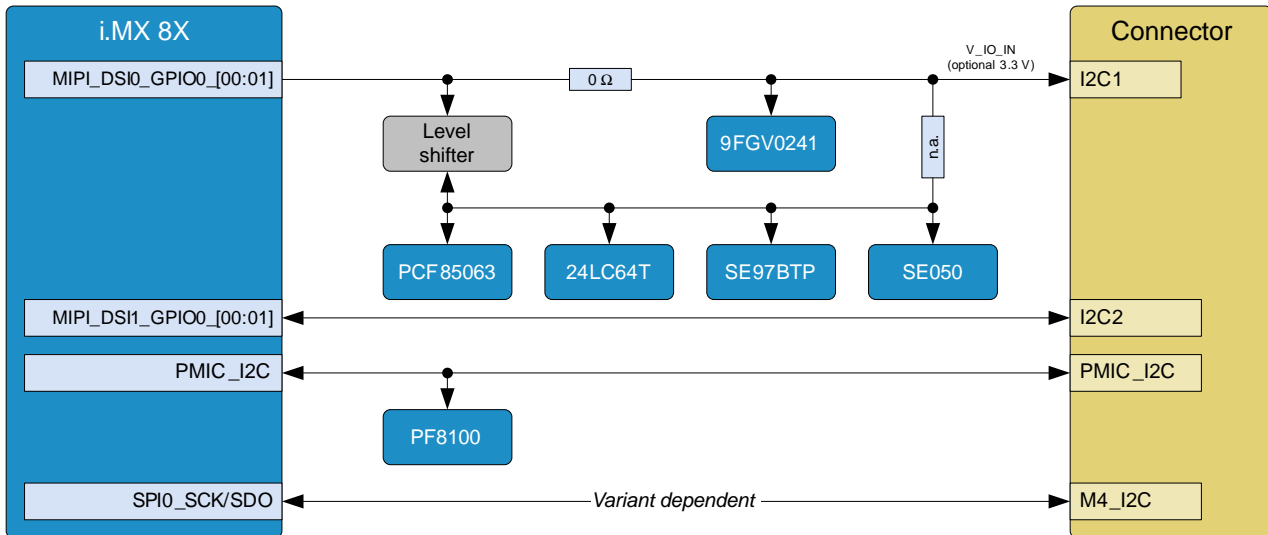 i.MX 8X
Connector
V_IO_IN
(optional 3.3 V)
MIPI_DSI0_GPIO0_[00:01]
0 Ω
I2C1
Level
shifter
9FGV0241
n.a.
PCF85063
24LC64T
SE97BTP
SE050
MIPI_DSI1_GPIO0_[00:01]
I2C2
PMIC_I2C
PMIC_I2C
PF8100
SPI0_SCK/SDO
Variant dependent
M4_I2C